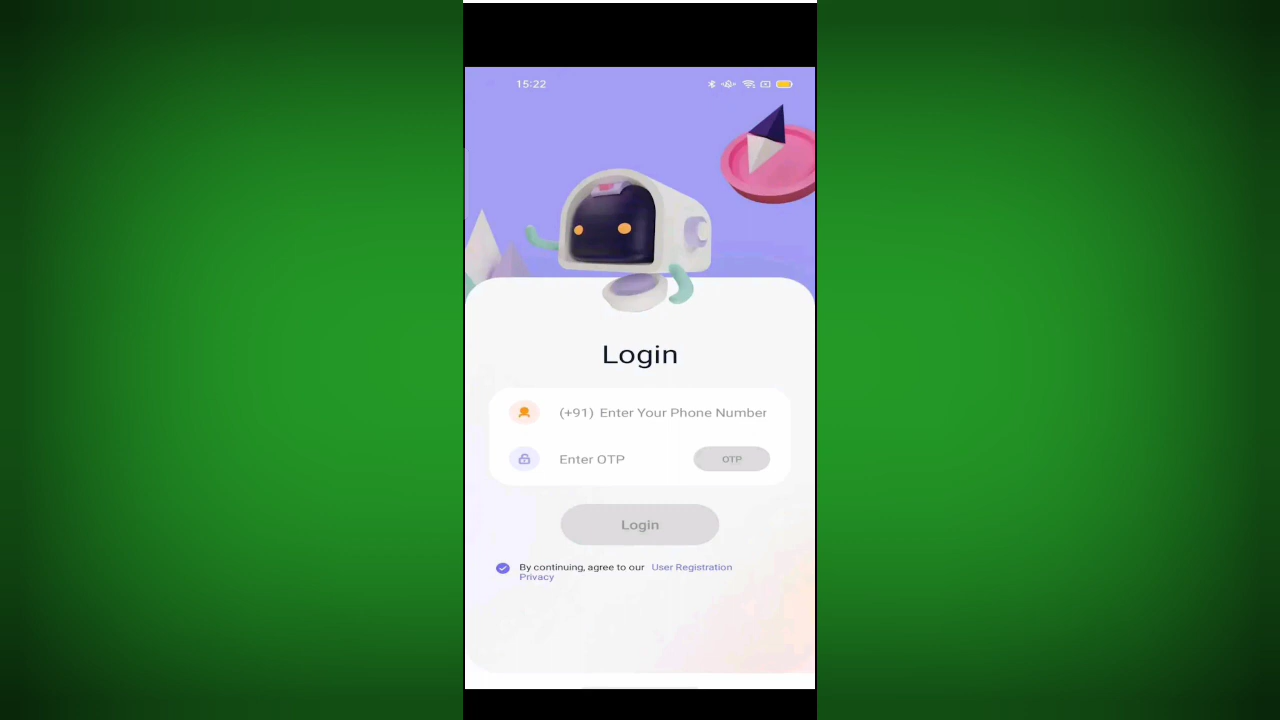 15:22
Login
(+91) Enter Your Phone Number
Enter OTP OTP
Login
By continuing, agree to our User Registration
Privacy